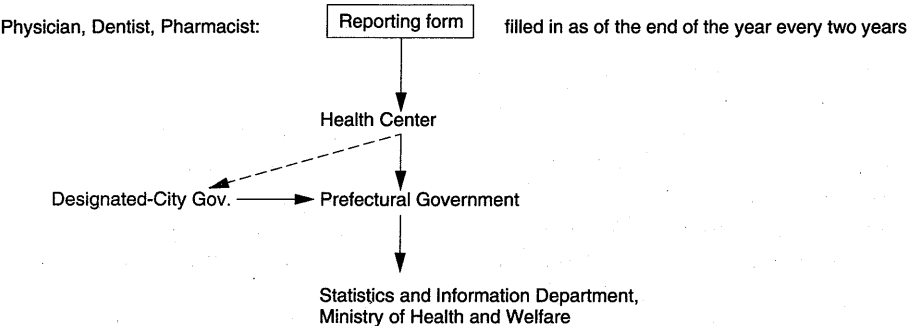 Physician, Dentist, Pharmacist: Reporting form filled in as of the end of the year every two years
Health Center
Designated-City Gov. Prefectural Government
Statistics and Information Department,
Ministry of Health and Welfare